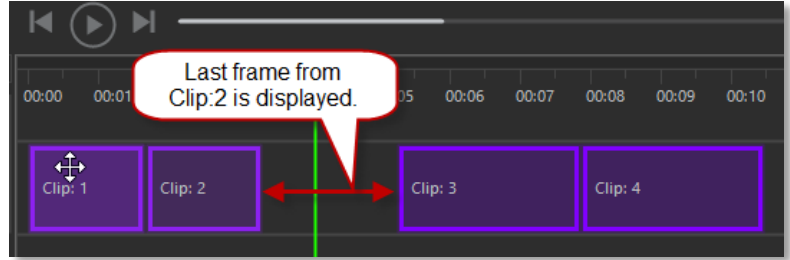 Last frame from
Clip:2 is displayed.
00:00 00:01 05 00:06 00:07 00:08 00:09 00:10
Clip: 1 Clip: 2 Clip: 3 Clip: 4